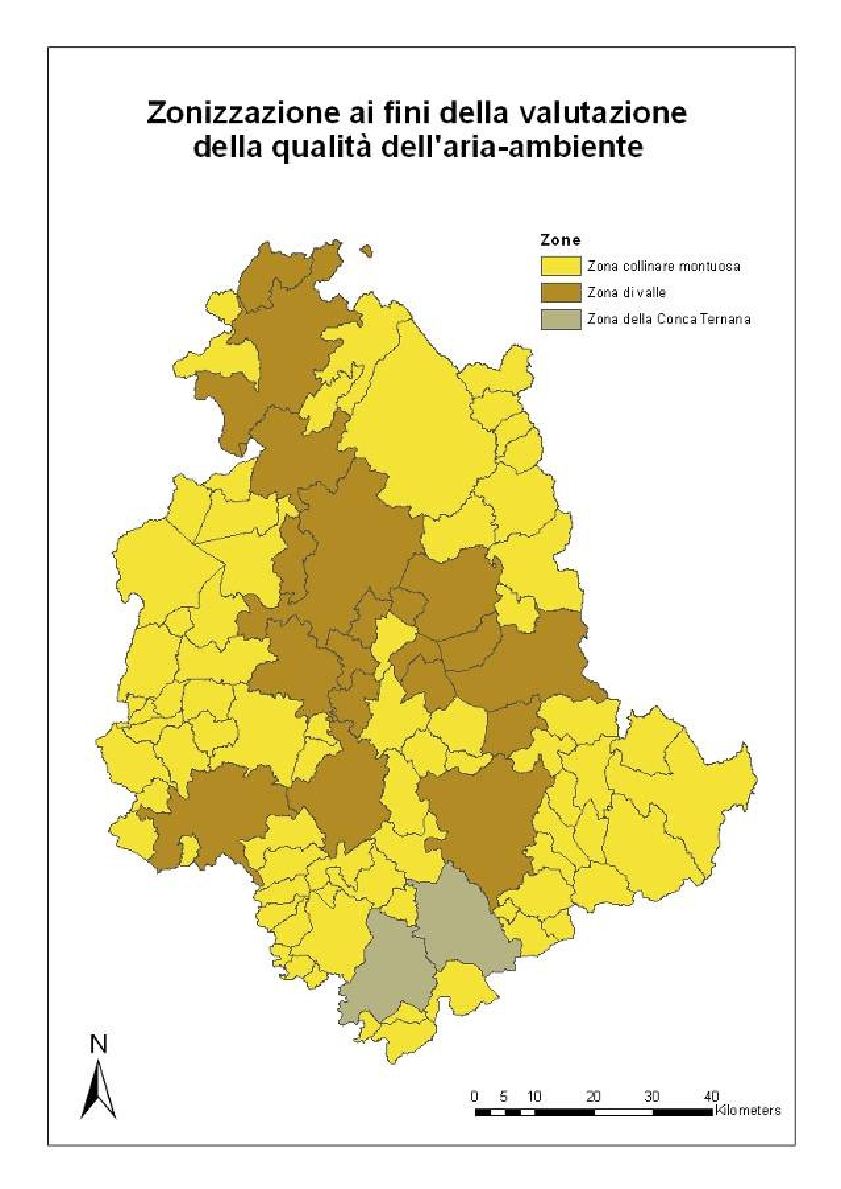 Zonizzazione ai fini della valutazione
della qualità dell'aria-ambiente
Zone
Zona collinare montuosa
Zona di valle
Zona della Conca Ternana
N
0 5 10 20 30 40
Kilometers